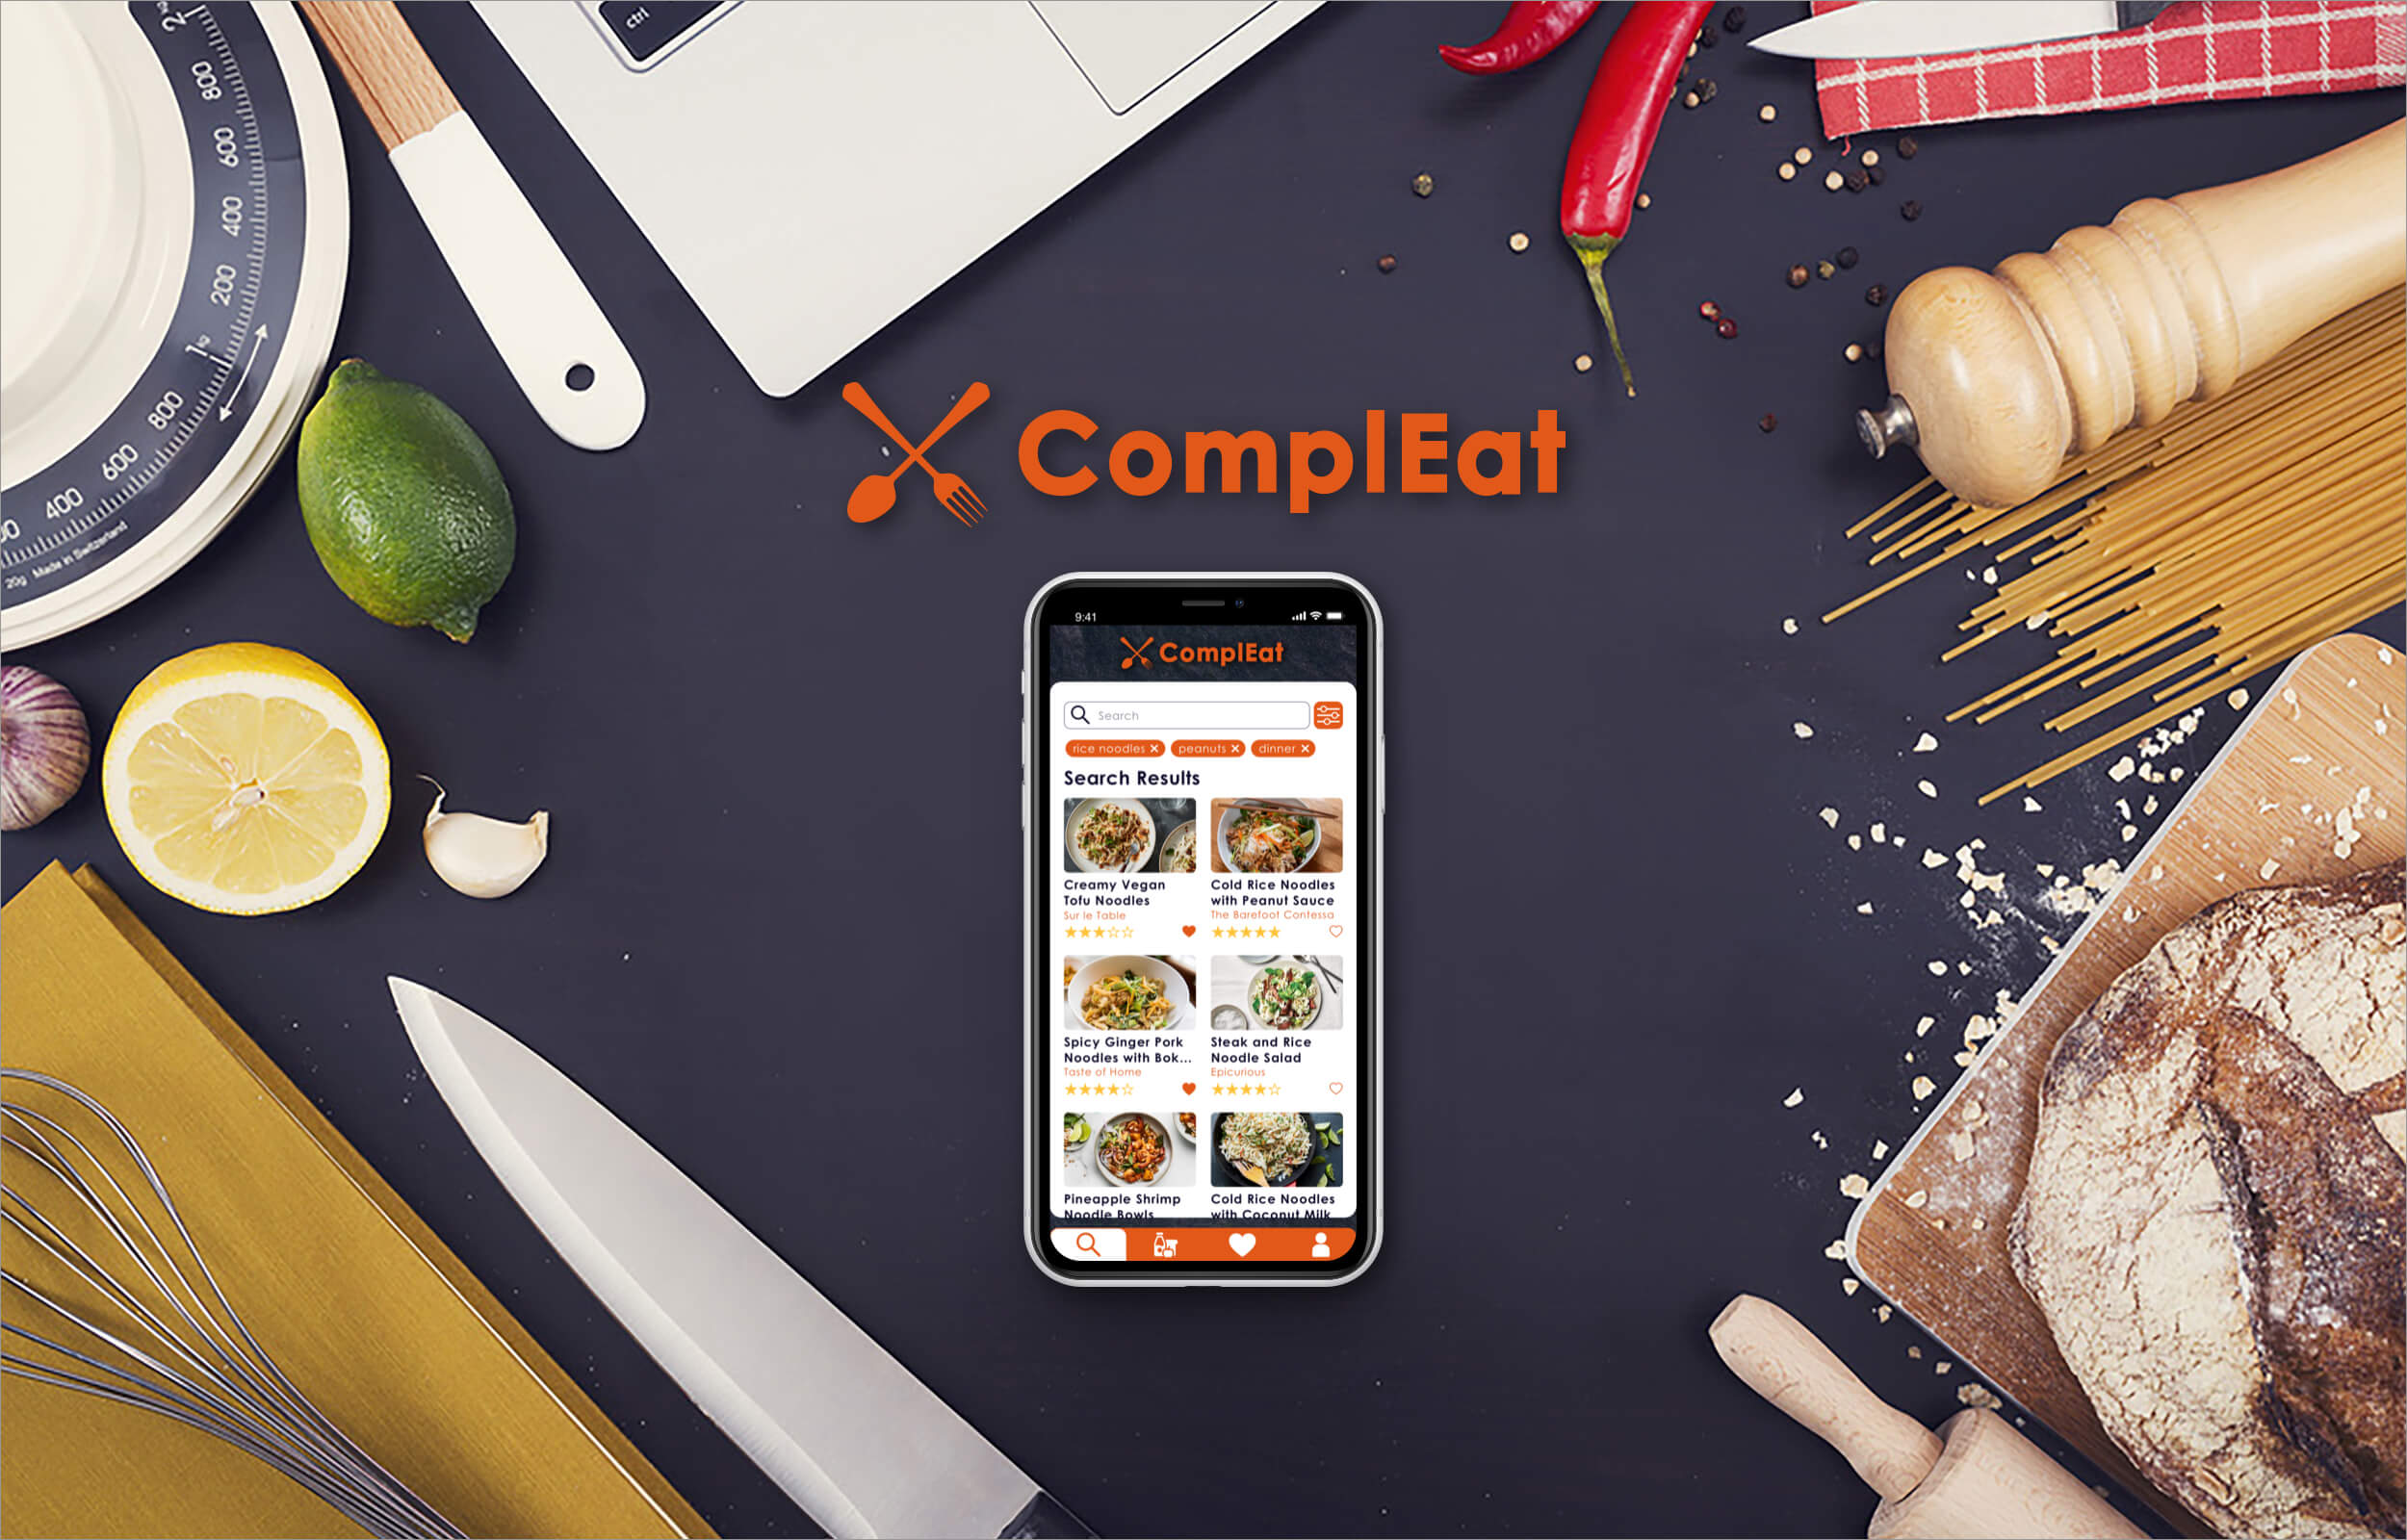 ctrl
2
800
600
400
200
1kg
800
600
400
20g Made in Switzerland
ComplEat
9:41
ComplEat
Search
rice noodles ✕ peanuts ✕ dinner ✕
Search Results
Creamy Vegan
Tofu Noodles
Sur le Table
Cold Rice Noodles
with Peanut Sauce
The Barefoot Contessa
Spicy Ginger Pork
Noodles with Bok...
Taste of Home
Steak and Rice
Noodle Salad
Epicurious
Pineapple Shrimp
Noodle Bowls
Cold Rice Noodles
with Coconut Milk